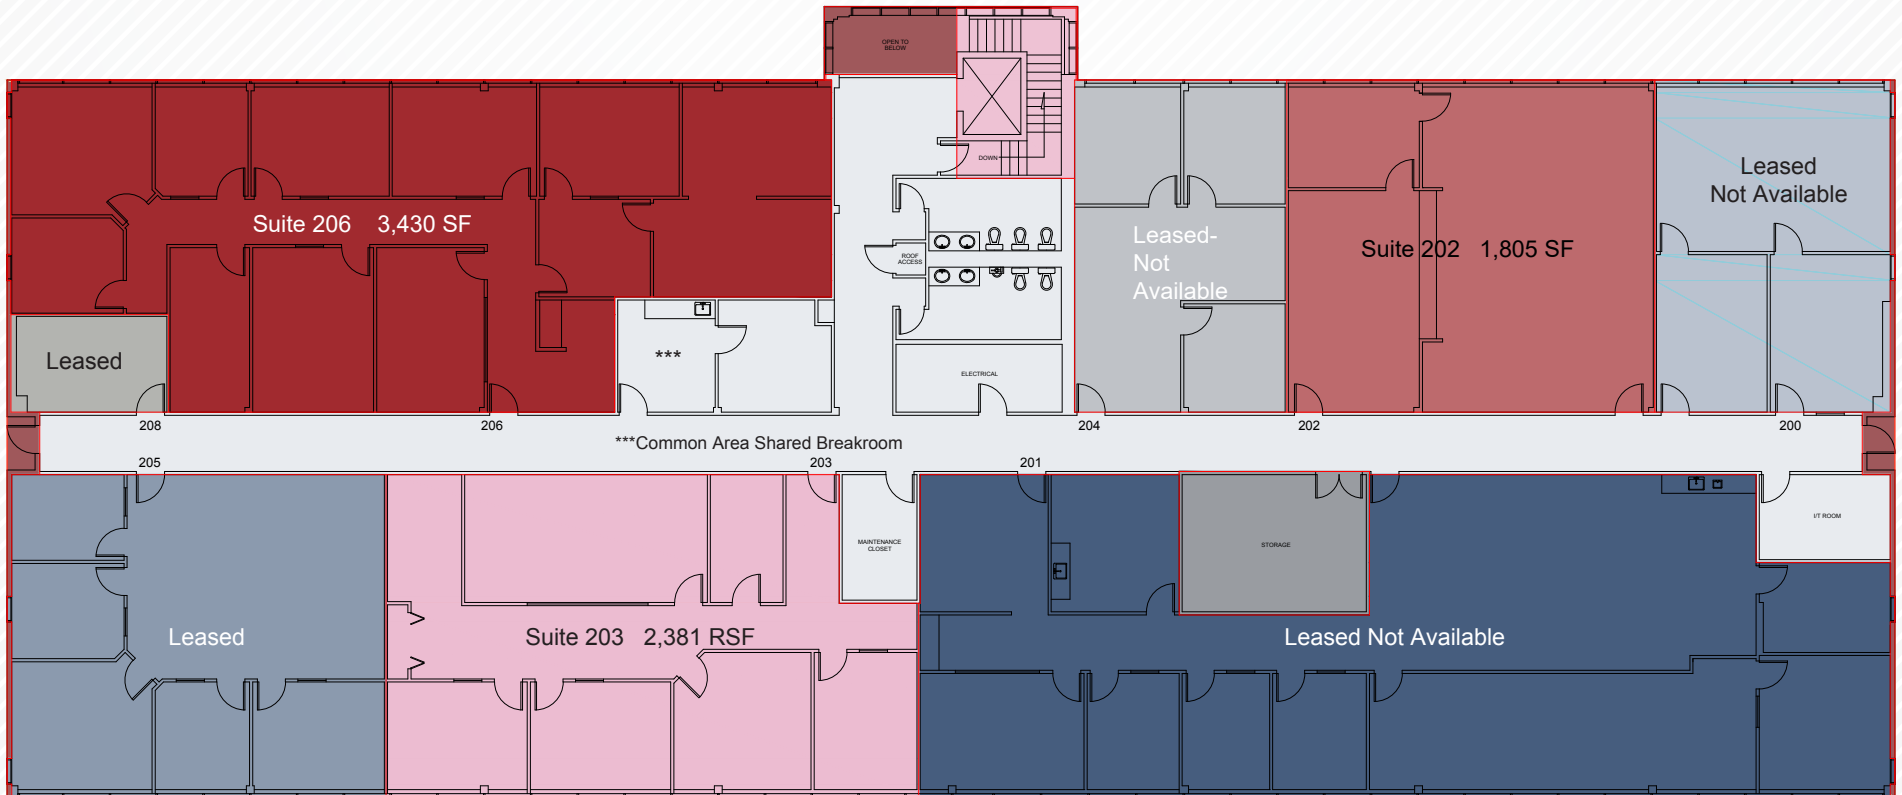 OPEN TO
BELOW
DOWN
Leased
Not Available
Suite 206   3,430 SF
Leased-
Not
Available
Suite 202   1,805 SF
ROOF
ACCESS
***
Leased
ELECTRICAL
208
206
204
202
200
***Common Area Shared Breakroom
205
203
201
I/T ROOM
MAINTENANCE
CLOSET
STORAGE
Leased
Suite 203   2,381 RSF
Leased Not Available